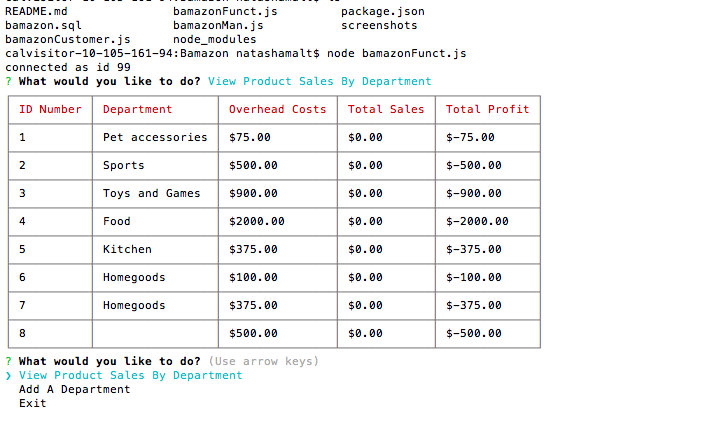 README.md bamazonFunct.js package.json
bamazon.sql bamazonMan.js screenshots
bamazonCustomer.js node_modules
calvisitor-10-105-161-94:Bamazon natashamalt$ node bamazonFunct.js
connected as id 99
? What would you like to do? View Product Sales By Department
ID Number Department Overhead Costs Total Sales Total Profit
1 Pet accessories $75.00 $0.00 $-75.00
2 Sports $500.00 $0.00 $-500.00
3 Toys and Games $900.00 $0.00 $-900.00
4 Food $2000.00 $0.00 $-2000.00
5 Kitchen $375.00 $0.00 $-375.00
6 Homegoods $100.00 $0.00 $-100.00
7 Homegoods $375.00 $0.00 $-375.00
8 $500.00 $0.00 $-500.00
? What would you like to do? (Use arrow keys)
❯ View Product Sales By Department
Add A Department
Exit